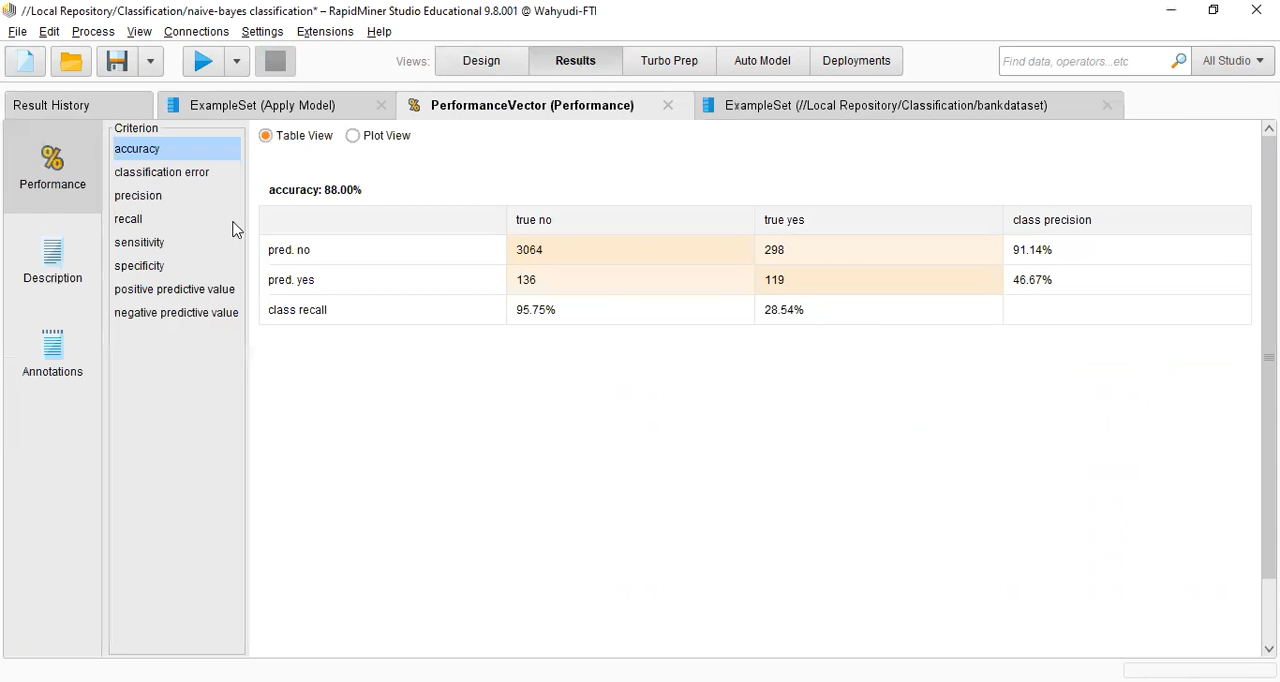 //Local Repository/Classification/naive-bayes classification* – RapidMiner Studio Educational 9.8.001 @ Wahyudi-FTI
File Edit Process View Connections Settings Extensions Help
Views: Design Results Turbo Prep Auto Model Deployments Find data, operators...etc All Studio
Result History ExampleSet (Apply Model) PerformanceVector (Performance) ExampleSet (//Local Repository/Classification/bankdataset)
Performance
Description
Annotations
Criterion
accuracy
classification error
precision
recall
sensitivity
specificity
positive predictive value
negative predictive value
Table View Plot View
accuracy: 88.00%
true no true yes class precision
pred. no 3064 298 91.14%
pred. yes 136 119 46.67%
class recall 95.75% 28.54%